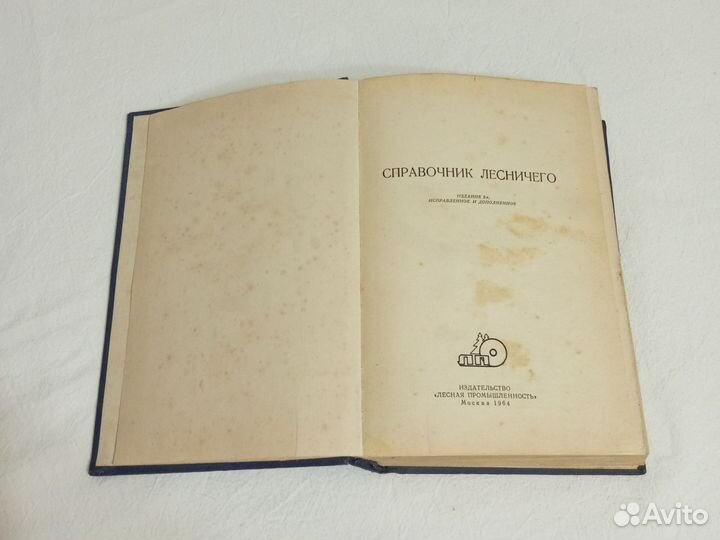 СПРАВОЧНИК ЛЕСНИЧЕГО
ИСПРАВЛЕННОЕ И ДОПОЛНЕННОЕ
ИЗДАТЕЛЬСТВО
«ЛЕСНАЯ ПРОМЫШЛЕННОСТЬ»
Москва 1964
Avito